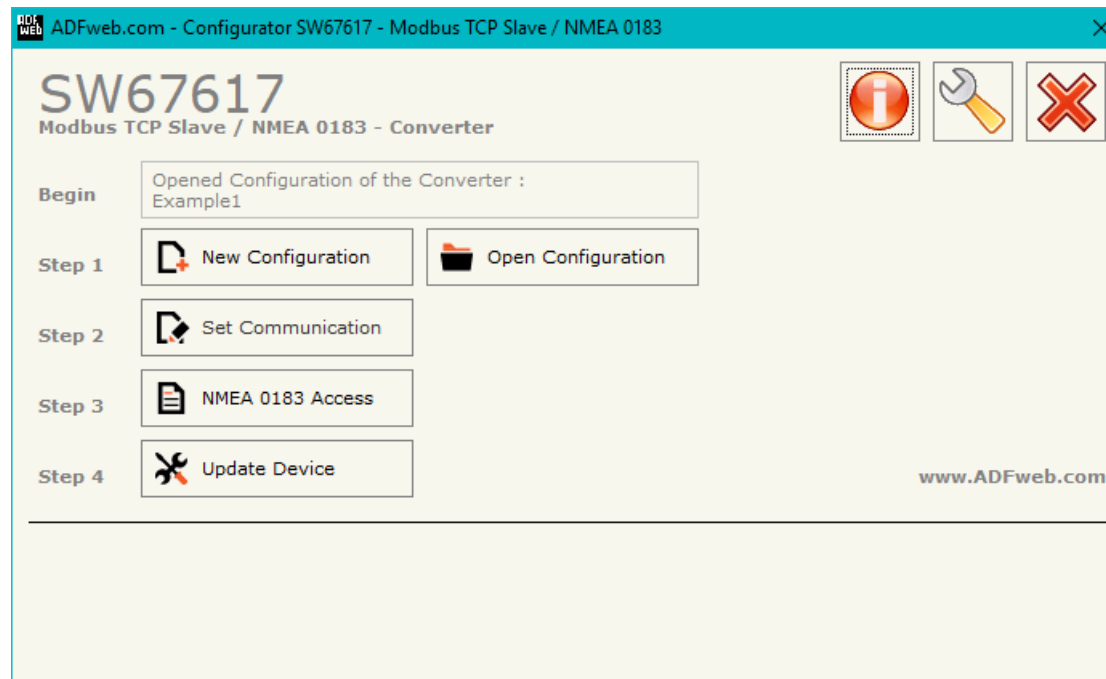 ADF
WEB
ADFweb.com - Configurator SW67617 - Modbus TCP Slave / NMEA 0183
SW67617
Modbus TCP Slave / NMEA 0183 - Converter
Begin
Opened Configuration of the Converter :
Example1
Step 1
New Configuration
Open Configuration
Step 2
Set Communication
Step 3
NMEA 0183 Access
Step 4
Update Device
www.ADFweb.com